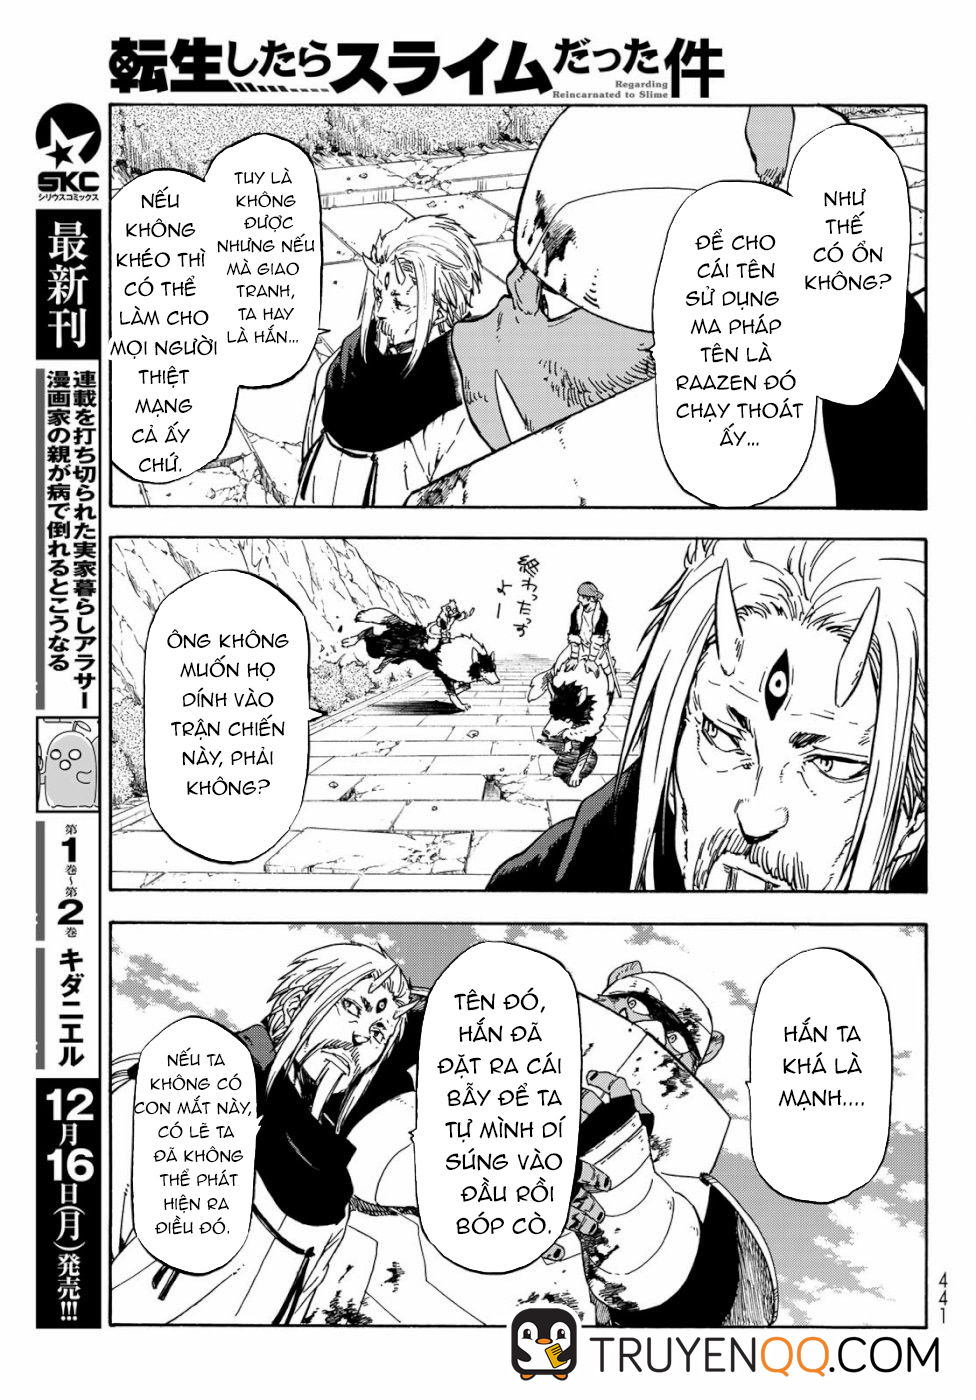 転生したらスライムだった件
Regarding
Reincarnated to Slime
SKC
シリウスコミックス
最新刊
連載を打ち切られた実家暮らしアラサー
漫画家の親が病で倒れるとこうなる
第1巻~第2巻
キダニエル
12月16日(月)発売!!!
NHƯ
THẾ
CÓ ỔN
KHÔNG?
ĐỂ CHO
CÁI TÊN
SỬ DỤNG
MA PHÁP
TÊN LÀ
RAAZEN ĐÓ
CHẠY THOÁT
ẤY...
TUY LÀ
KHÔNG
ĐƯỢC
NHƯNG NẾU
MÀ GIAO
TRANH,
TA HAY
LÀ HẮN...
NẾU
KHÔNG
KHÉO THÌ
CÓ THỂ
LÀM CHO
MỌI NGƯỜI
THIỆT
MẠNG
CẢ ẤY
CHỨ.
終わったっす
よー
ÔNG KHÔNG
MUỐN HỌ
DÍNH VÀO
TRẬN CHIẾN
NÀY, PHẢI
KHÔNG?
HẮN TA
KHÁ LÀ
MẠNH....
TÊN ĐÓ,
HẮN ĐÃ
ĐẶT RA CÁI
BẪY ĐỂ TA
TỰ MÌNH DÍ
SÚNG VÀO
ĐẦU RỒI
BÓP CÒ.
NẾU TA
KHÔNG CÓ
CON MẮT NÀY,
CÓ LẼ TA
ĐÃ KHÔNG
THỂ PHÁT
HIỆN RA
ĐIỀU ĐÓ.
441
TRUYENQQ.COM